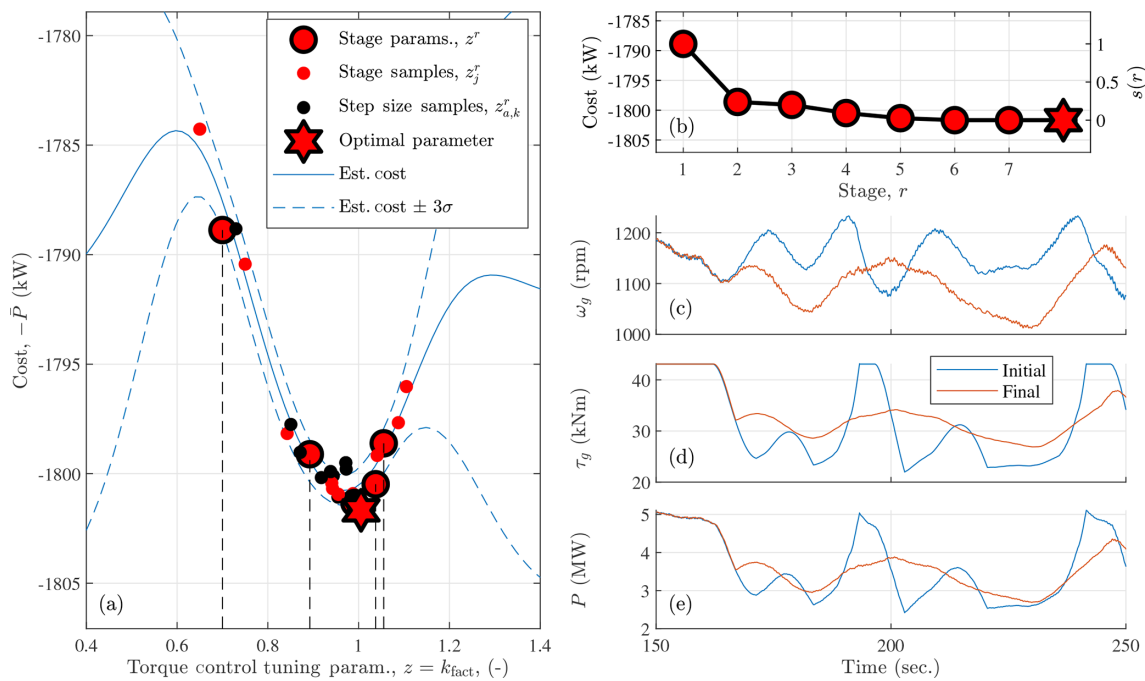 -1780
-1785
-1790
-1795
-1800
-1805
Cost, −P̄ (kW)
Stage params., z^r
Stage samples, z_j^r
Step size samples, z_{a,k}^r
Optimal parameter
Est. cost
Est. cost ± 3σ
(a)
0.4 0.6 0.8 1 1.2 1.4
Torque control tuning param., z = k_fact, (-)
-1785
-1790
-1795
-1800
-1805
Cost (kW)
1
0.5
0
s(r)
(b)
1 2 3 4 5 6 7
Stage, r
1200
1100
1000
ω_g (rpm)
(c)
40
30
20
τ_g (kNm)
Initial
Final
(d)
5
4
3
2
P (MW)
(e)
150 200 250
Time (sec.)